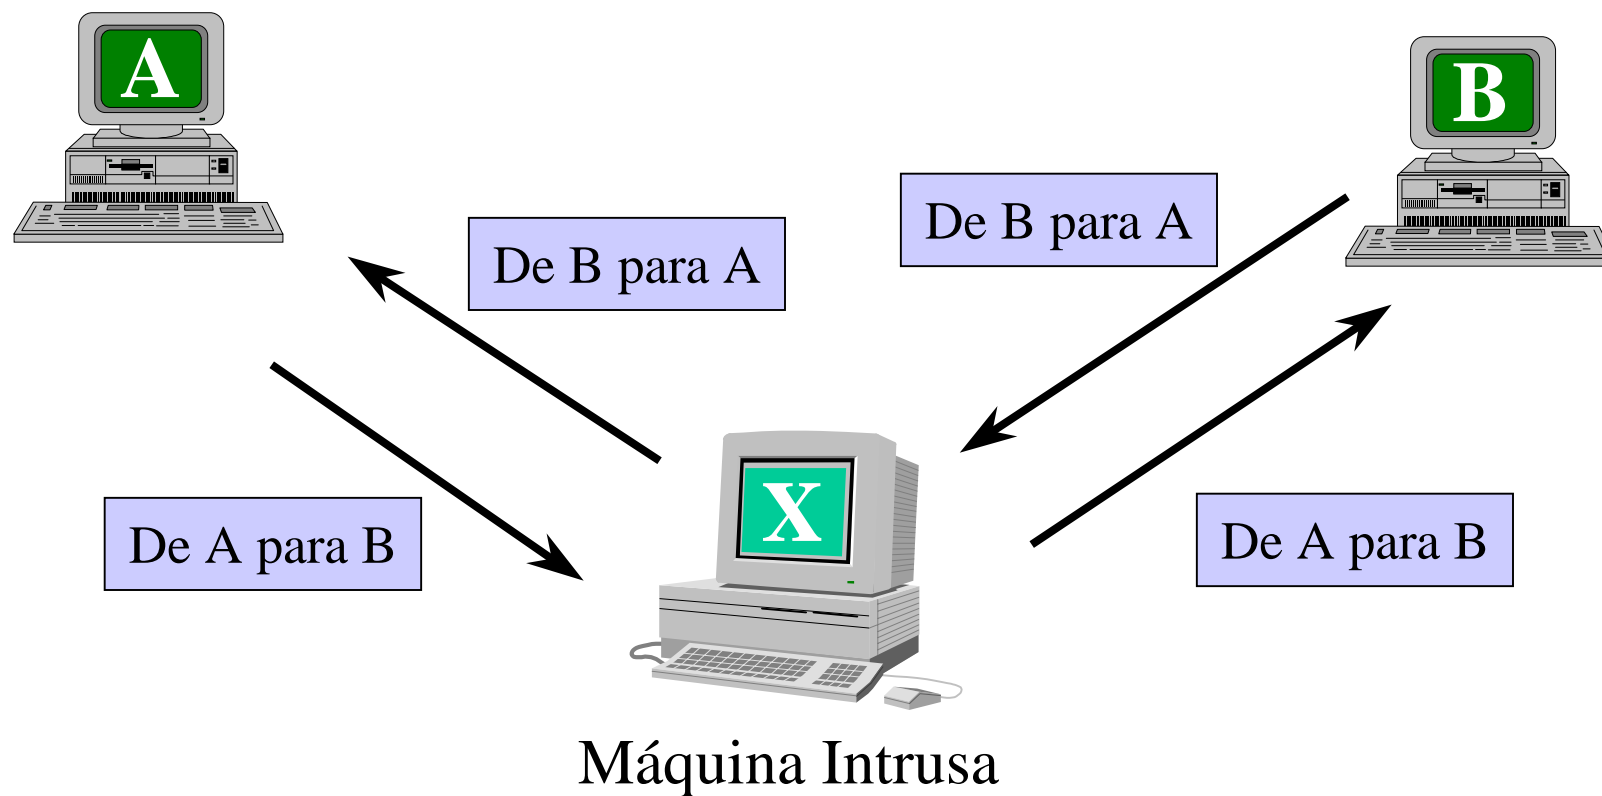 A
B
De B para A
De B para A
De A para B
X
De A para B
Máquina Intrusa